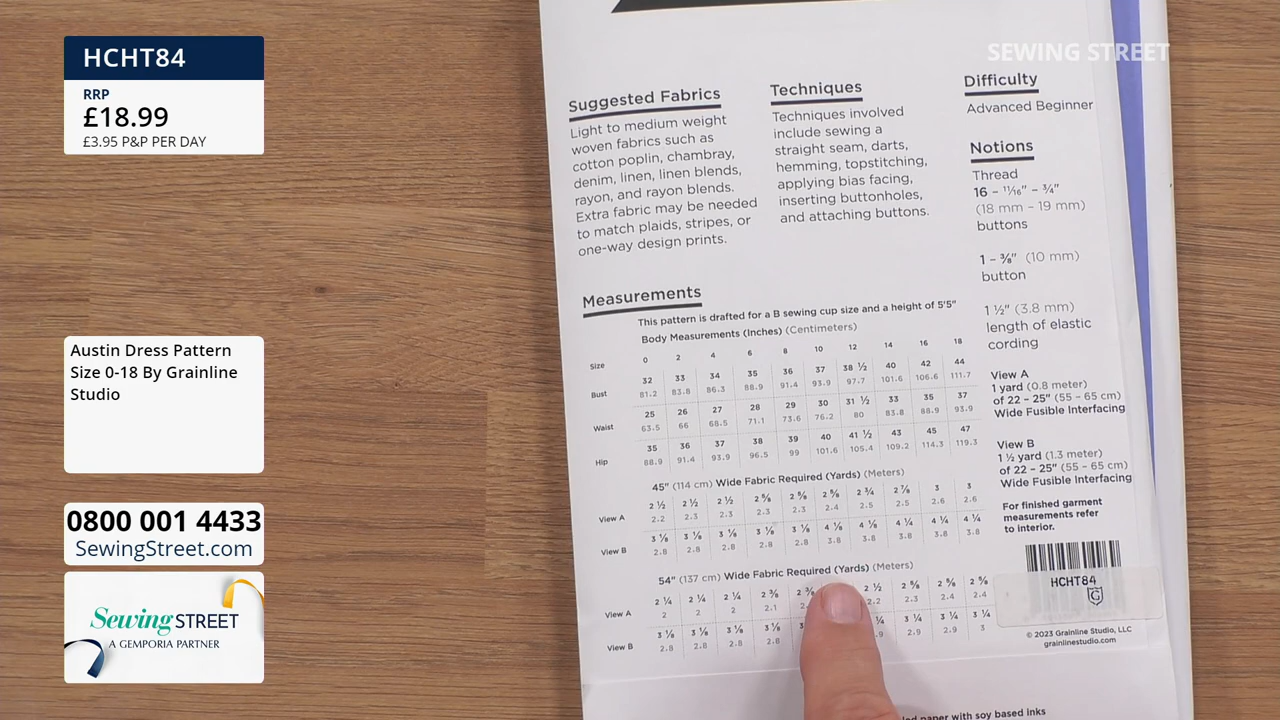 HCHT84
RRP
£18.99
£3.95 P&P PER DAY
Austin Dress Pattern
Size 0-18 By Grainline
Studio
0800 001 4433
SewingStreet.com
Sewing STREET
A GEMPORIA PARTNER
SEWING STREET
Suggested Fabrics
Light to medium weight
woven fabrics such as
cotton poplin, chambray,
denim, linen, linen blends,
rayon, and rayon blends.
Extra fabric may be needed
to match plaids, stripes, or
one-way design prints.
Techniques
Techniques involved
include sewing a
straight seam, darts,
hemming, topstitching,
applying bias facing,
inserting buttonholes,
and attaching buttons.
Difficulty
Advanced Beginner
Notions
Thread
16 – 11/16" – 3/4"
(18 mm – 19 mm)
buttons
1 – 3/8" (10 mm)
button
1 ½" (3.8 mm)
length of elastic
cording
View A
1 yard (0.8 meter)
of 22 – 25" (55 – 65 cm)
Wide Fusible Interfacing
View B
1 ½ yard (1.3 meter)
of 22 – 25" (55 – 65 cm)
Wide Fusible Interfacing
For finished garment
measurements refer
to interior.
HCHT84
© 2023 Grainline Studio, LLC
grainlinestudio.com
Measurements
This pattern is drafted for a B sewing cup size and a height of 5'5"
Body Measurements (Inches) (Centimeters)
Size 0 2 4 6 8 10 12 14 16 18
Bust 32 33 34 35 36 37 38 ½ 40 42 44
81.2 83.8 86.3 88.9 91.4 93.9 97.7 101.6 106.6 111.7
Waist 25 26 27 28 29 30 31 ½ 33 35 37
63.5 66 68.5 71.1 73.6 76.2 80 83.8 88.9 93.9
Hip 35 36 37 38 39 40 41 ½ 43 45 47
88.9 91.4 93.9 96.5 99 101.6 105.4 109.2 114.3 119.3
45" (114 cm) Wide Fabric Required (Yards) (Meters)
View A 2 ½ 2 ½ 2 ½ 2 ⅝ 2 ⅝ 2 ⅝ 2 ¾ 2 ⅞ 3 3
2.2 2.3 2.3 2.3 2.3 2.4 2.5 2.5 2.6 2.6
View B 3 ⅛ 3 ⅛ 3 ⅛ 3 ⅛ 3 ⅛ 4 ⅛ 4 ⅛ 4 ¼ 4 ¼ 4 ¼
2.8 2.8 2.8 2.8 2.8 3.8 3.8 3.8 3.8 3.8
54" (137 cm) Wide Fabric Required (Yards) (Meters)
View A 2 ¼ 2 ¼ 2 ¼ 2 ⅜ 2 ⅜ 2 ½ 2 ⅝ 2 ⅝ 2 ⅝
2 2 2 2.1 2.2 2.3 2.4 2.4
View B 3 ⅛ 3 ⅛ 3 ⅛ 3 ⅛ 3 ¼ 3 ¼ 3 ¼
2.8 2.8 2.8 2.8 2.9 2.9 3
paper with soy based inks